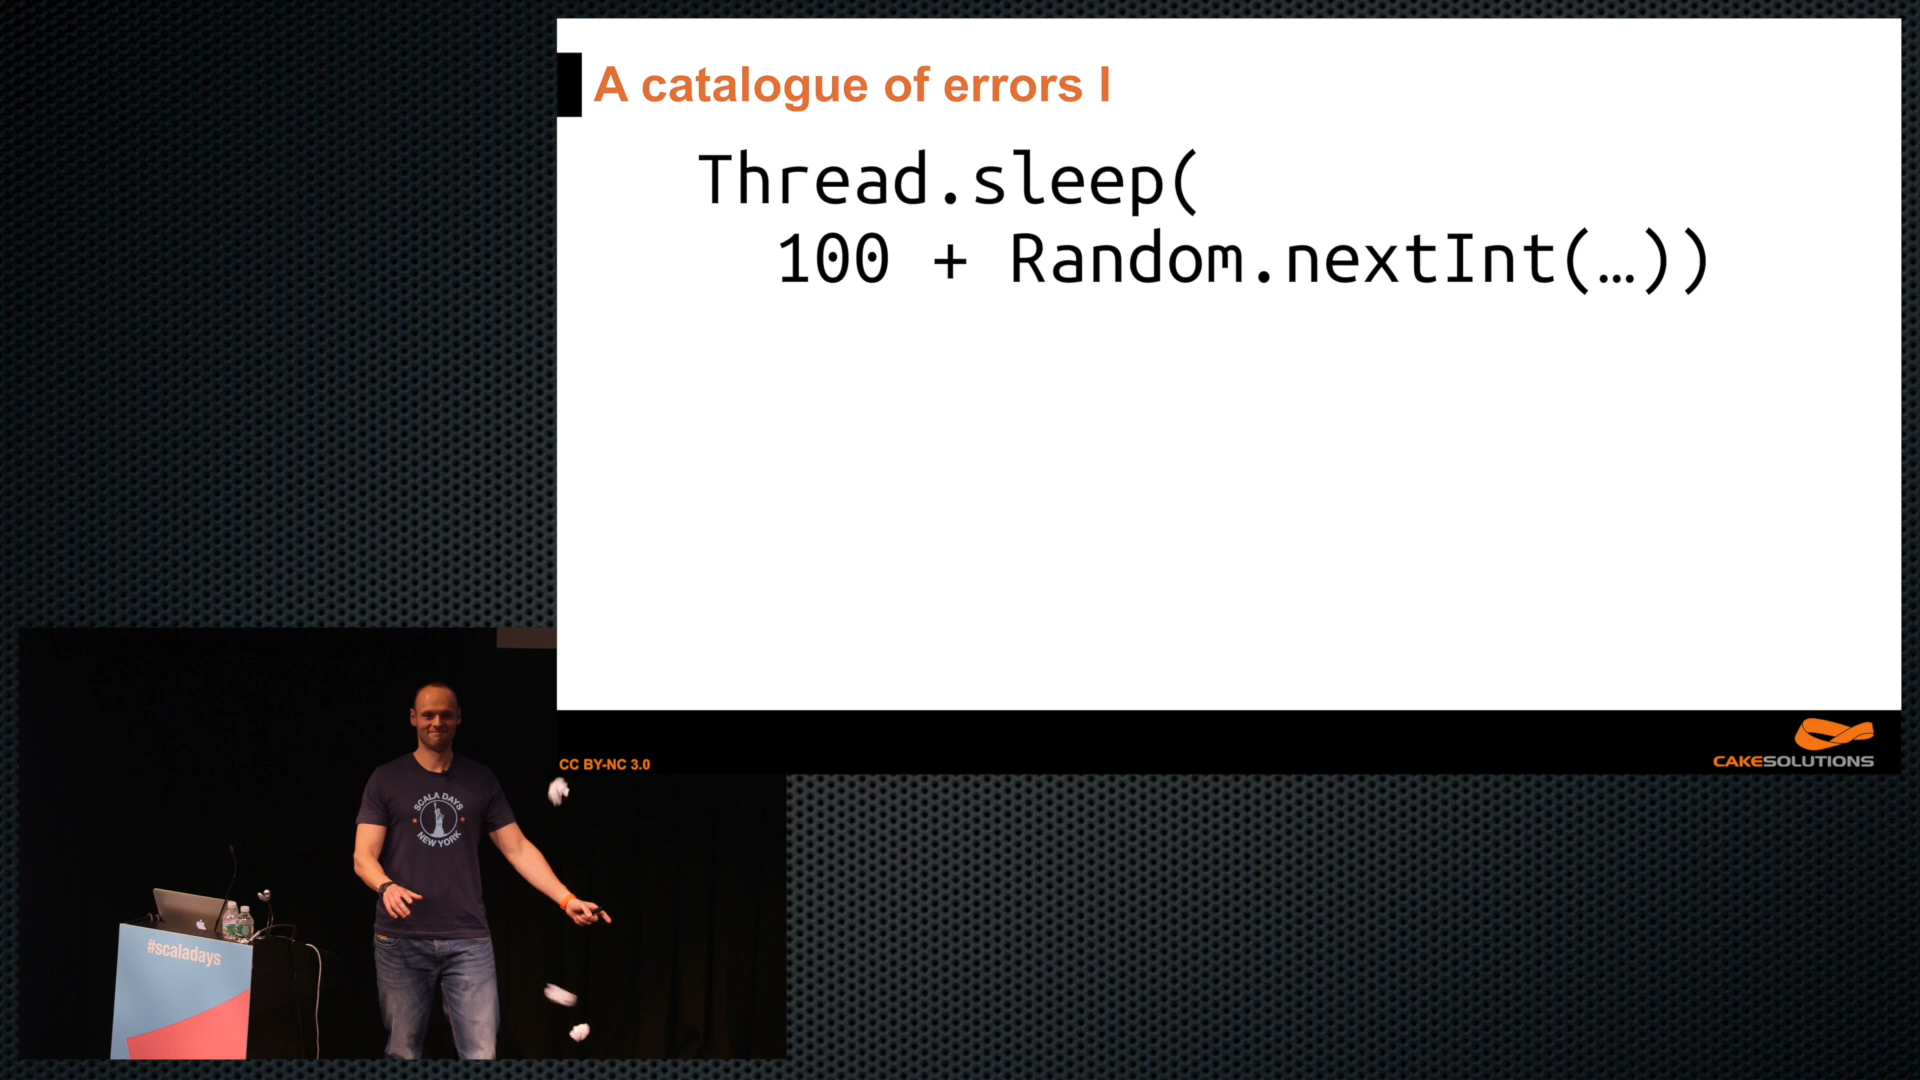 A catalogue of errors I
Thread.sleep(
100 + Random.nextInt(…))
CC BY-NC 3.0
CAKESOLUTIONS
SCALA DAYS
NEW YORK
#scaladays